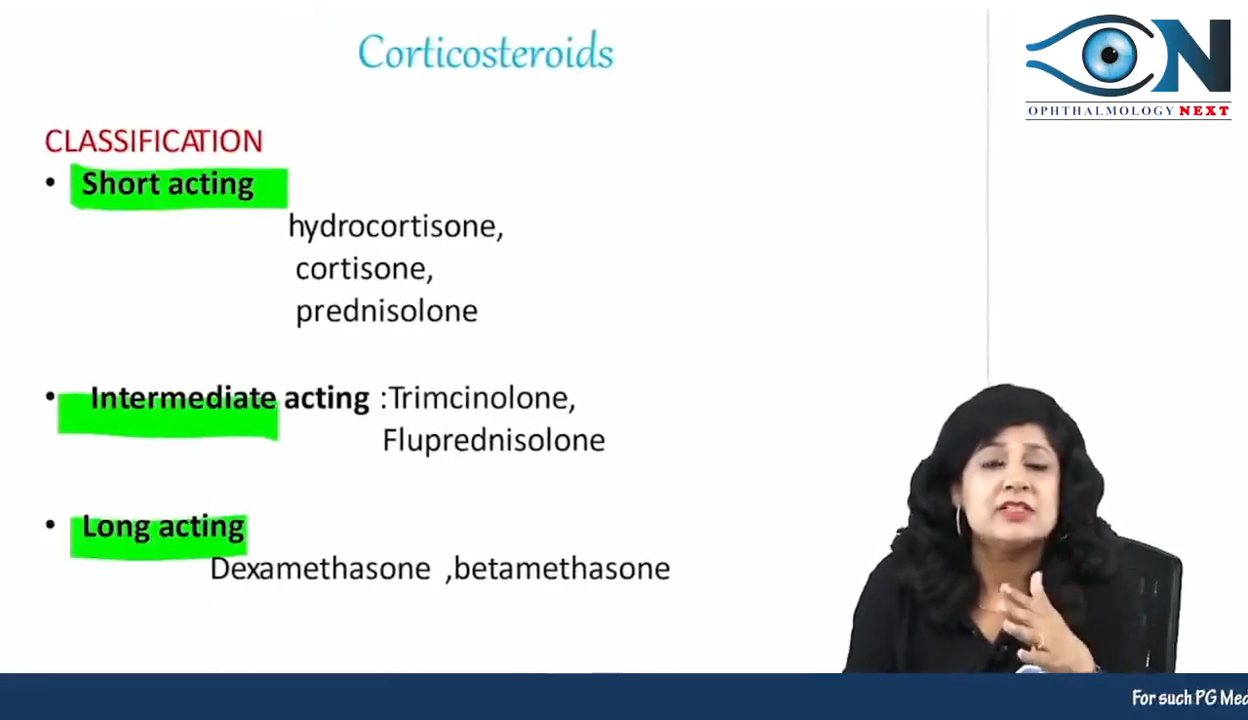 Corticosteroids
ON
OPHTHALMOLOGY NEXT
CLASSIFICATION
• Short acting
hydrocortisone,
cortisone,
prednisolone
• Intermediate acting :Trimcinolone,
Fluprednisolone
• Long acting
Dexamethasone ,betamethasone
For such PG Med